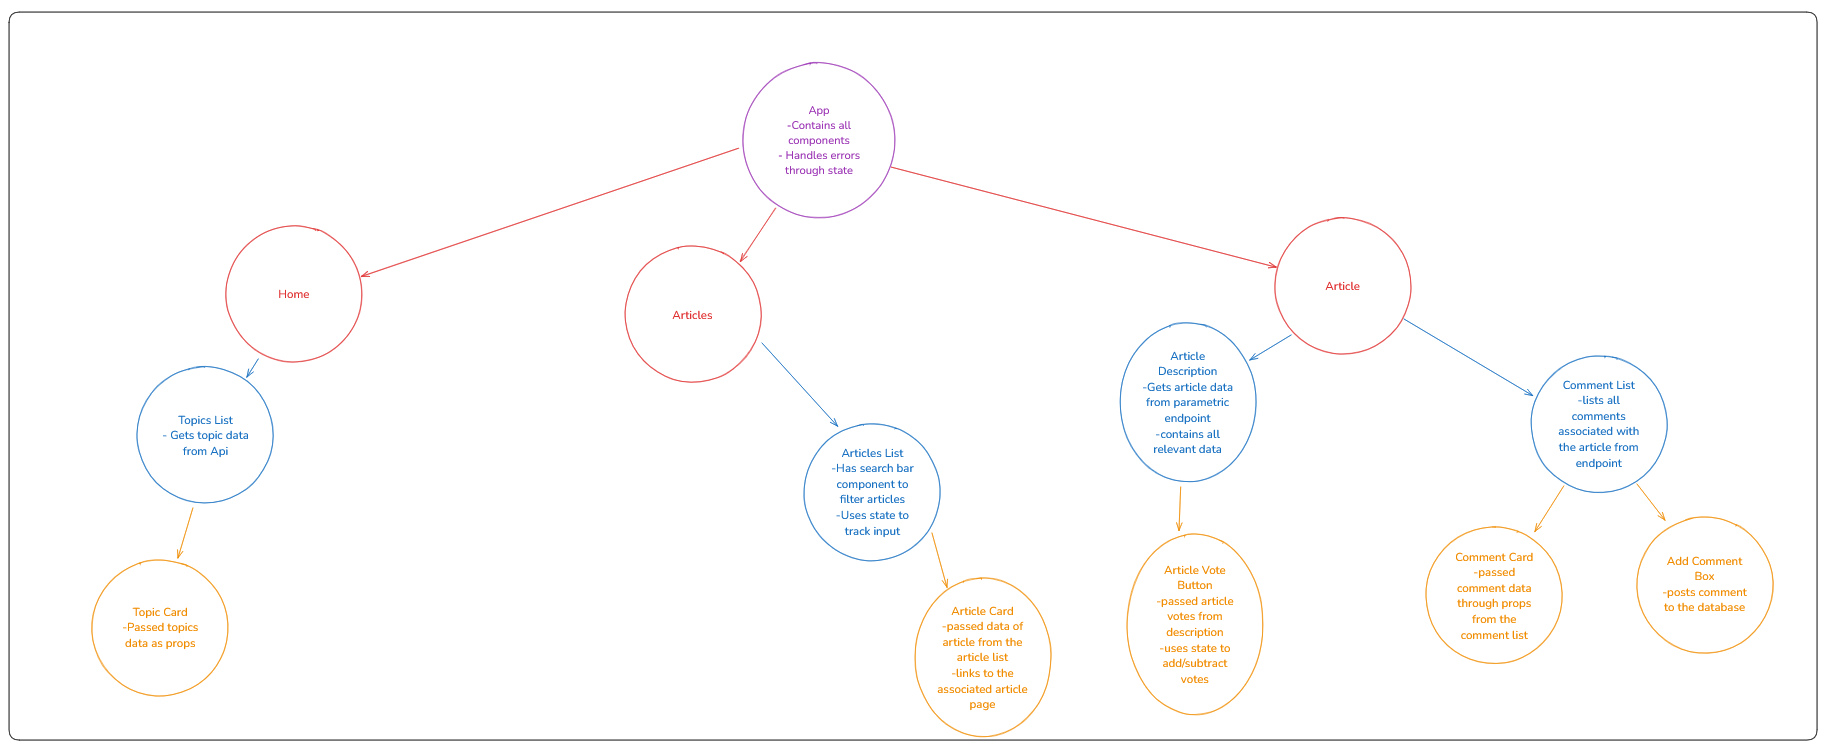 App
-Contains all
components
- Handles errors
through state
Home
Articles
Article
Topics List
- Gets topic data
from Api
Articles List
-Has search bar
component to
filter articles
-Uses state to
track input
Article
Description
-Gets article data
from parametric
endpoint
-contains all
relevant data
Comment List
-lists all
comments
associated with
the article from
endpoint
Topic Card
-Passed topics
data as props
Article Card
-passed data of
article from the
article list
-links to the
associated article
page
Article Vote
Button
-passed article
votes from
description
-uses state to
add/subtract
votes
Comment Card
-passed
comment data
through props
from the
comment list
Add Comment
Box
-posts comment
to the database